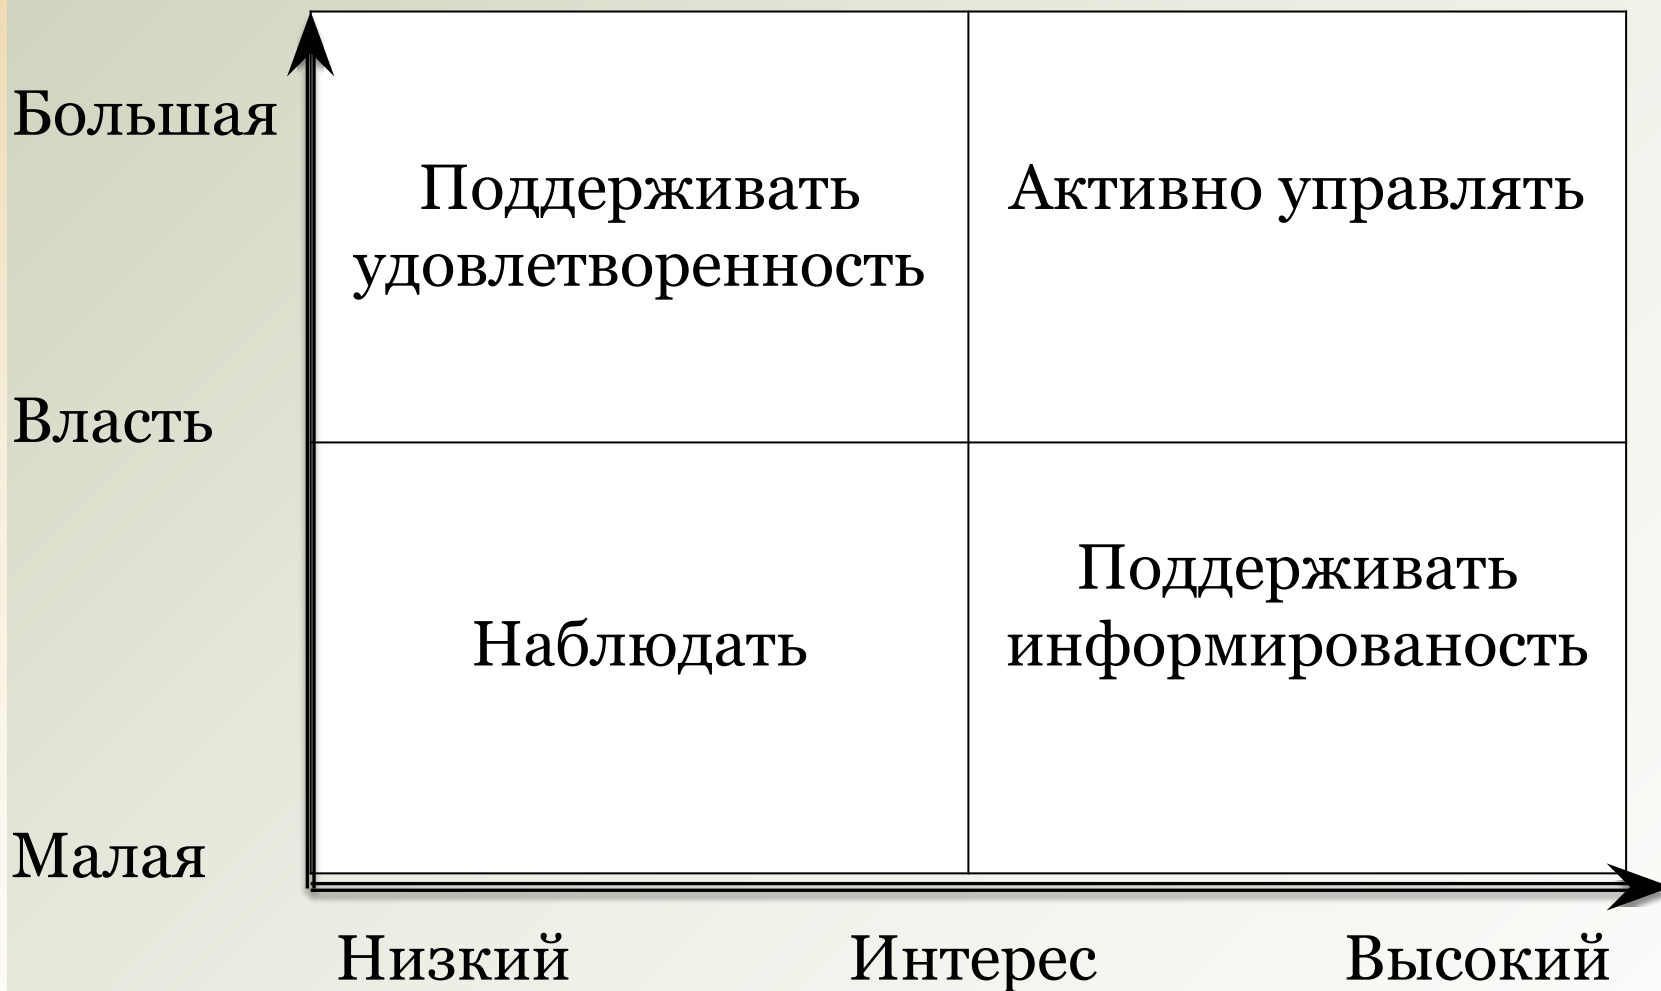 Большая
Поддерживать
удовлетворенность
Активно управлять
Власть
Наблюдать
Поддерживать
информированость
Малая
Низкий
Интерес
Высокий